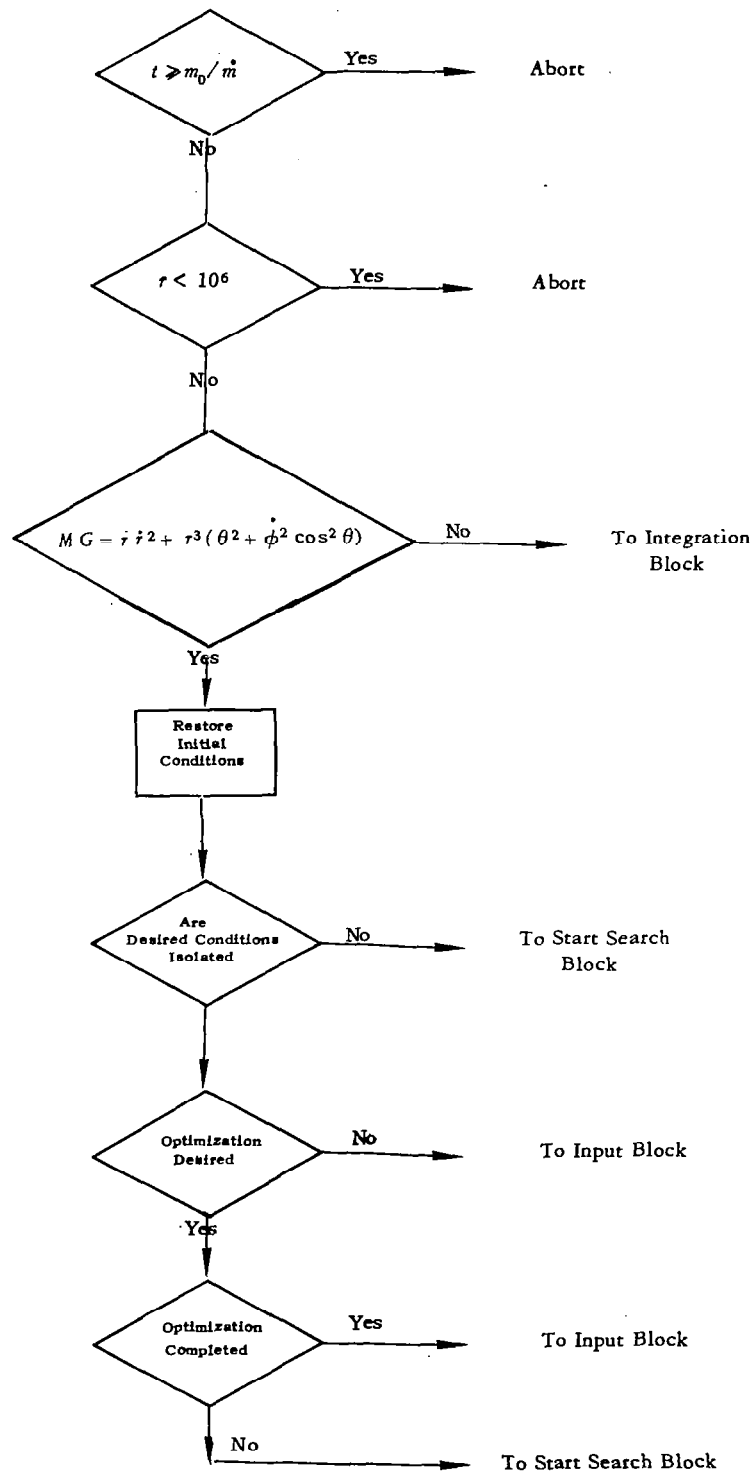 t ⩾ m₀/ṁ
Yes
Abort
No
r < 10⁶
Yes
Abort
No
M G = r ṙ² + r³ (θ² + φ̇² cos² θ)
No
To Integration
Block
Yes
Restore
Initial
Conditions
Are
Desired Conditions
Isolated
No
To Start Search
Block
Optimization
Desired
No
To Input Block
Yes
Optimization
Completed
Yes
To Input Block
No
To Start Search Block